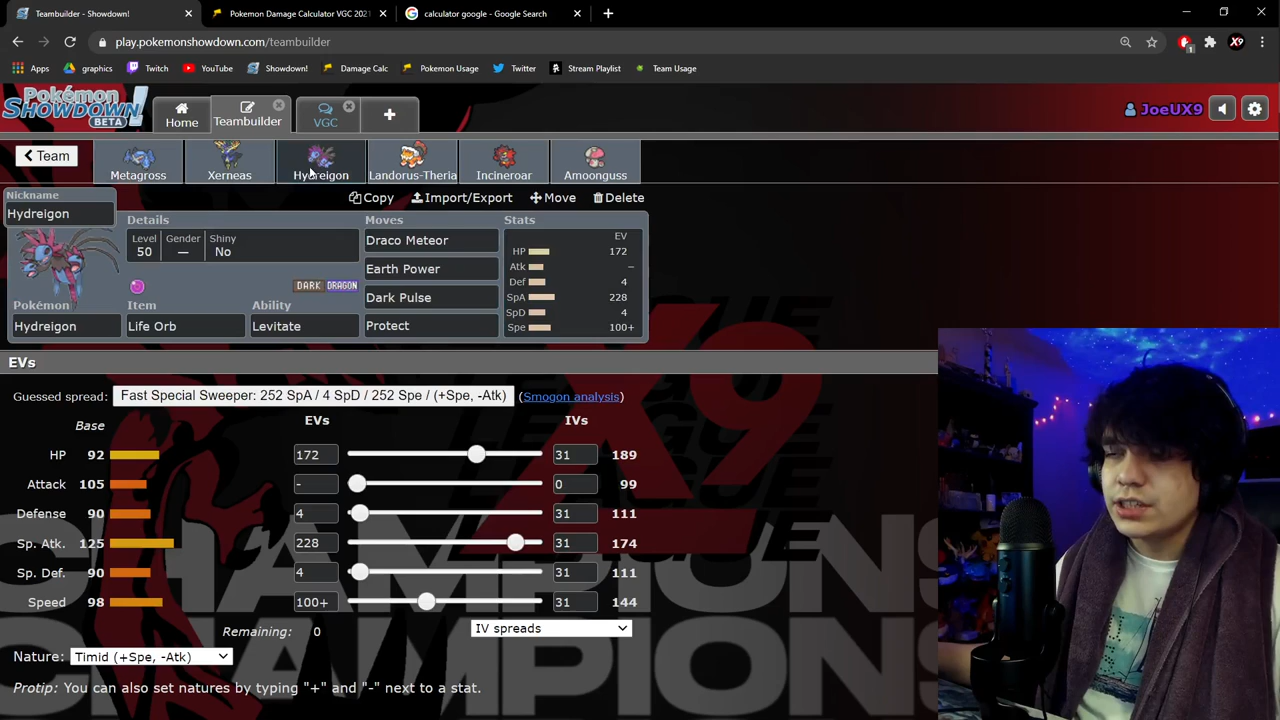 Teambuilder - Showdown!
Pokemon Damage Calculator VGC 2021
calculator google - Google Search
play.pokemonshowdown.com/teambuilder
1
X9
Apps
graphics
Twitch
YouTube
Showdown!
Damage Calc
Pokemon Usage
Twitter
Stream Playlist
Team Usage
Pokémon
SHOWDOWN!
BETA
Home
Teambuilder
VGC
JoeUX9
Team
Metagross
Xerneas
Hydreigon
Landorus-Theria
Incineroar
Amoonguss
Copy
Import/Export
Move
Delete
Nickname
Hydreigon
Details
Level
50
Gender
—
Shiny
No
DARK DRAGON
Pokémon
Hydreigon
Item
Life Orb
Ability
Levitate
Moves
Draco Meteor
Earth Power
Dark Pulse
Protect
Stats
EV
HP 172
Atk –
Def 4
SpA 228
SpD 4
Spe 100+
EVs
Guessed spread: Fast Special Sweeper: 252 SpA / 4 SpD / 252 Spe / (+Spe, -Atk) (Smogon analysis)
Base EVs IVs
HP 92 172 31 189
Attack 105 - 0 99
Defense 90 4 31 111
Sp. Atk. 125 228 31 174
Sp. Def. 90 4 31 111
Speed 98 100+ 31 144
Remaining: 0
IV spreads
Nature: Timid (+Spe, -Atk)
Protip: You can also set natures by typing "+" and "-" next to a stat.